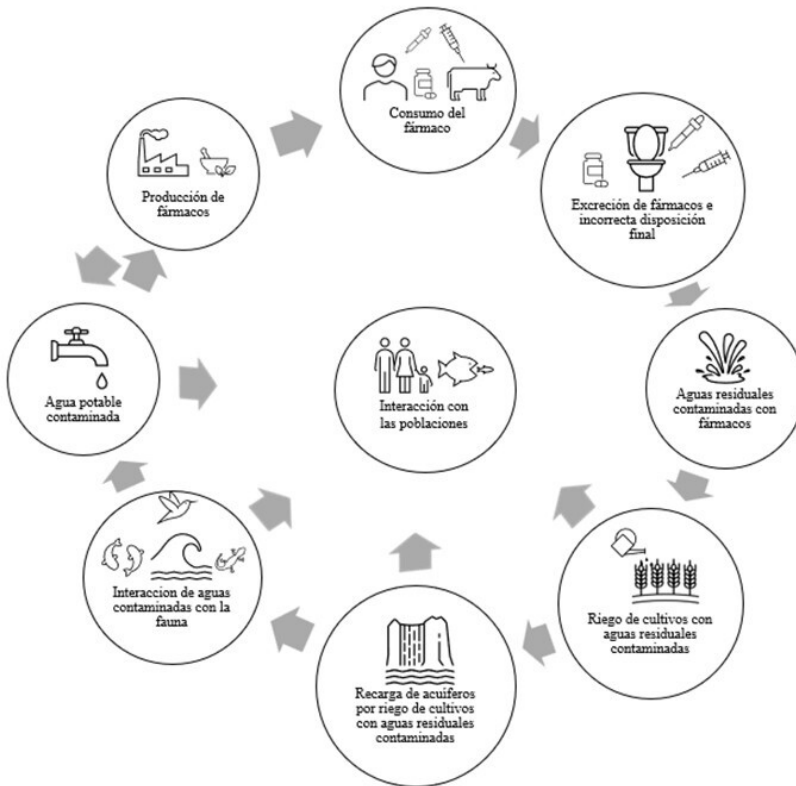 Consumo del
fármaco
Producción de
fármacos
Excreción de fármacos e
incorrecta disposición
final
Agua potable
contaminada
Interacción con
las poblaciones
Aguas residuales
contaminadas con
fármacos
Interaccion de aguas
contaminadas con la
fauna
Riego de cultivos con
aguas residuales
contaminadas
Recarga de acuiferos
por riego de cultivos
con aguas residuales
contaminadas